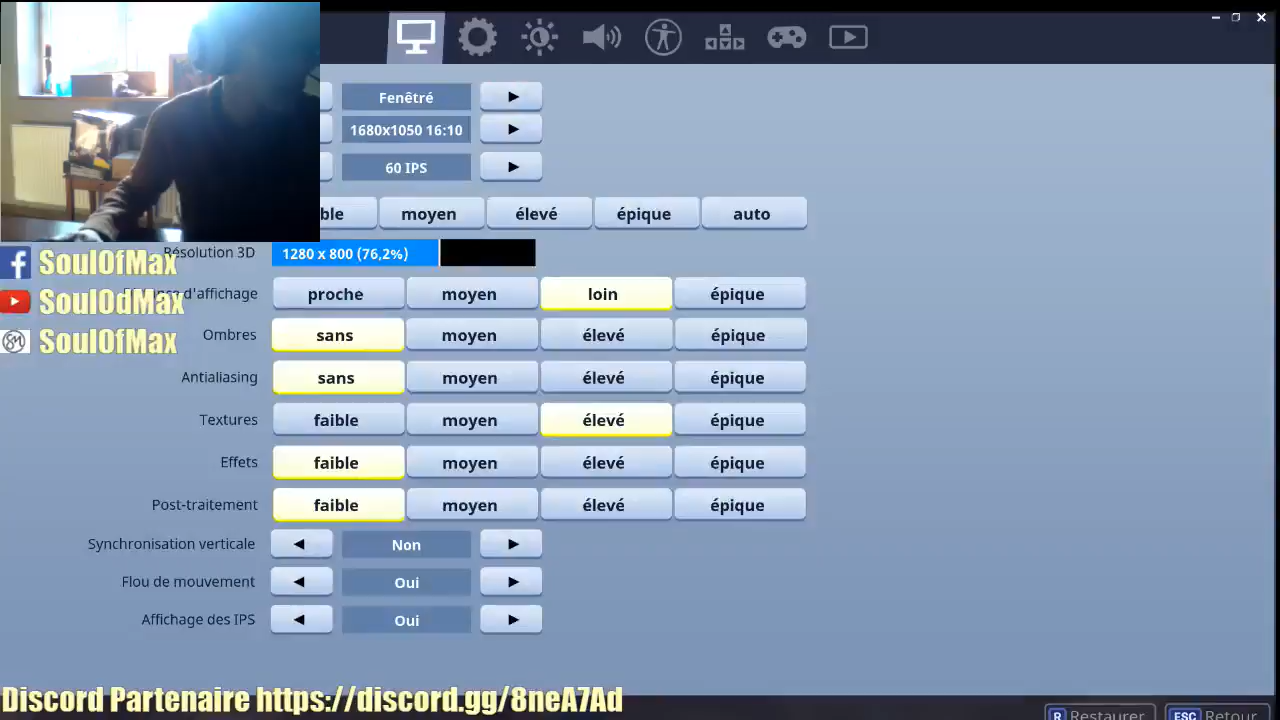 Fenêtré
1680x1050 16:10
60 IPS
ble moyen élevé épique auto
Résolution 3D 1280 x 800 (76,2%)
d'affichage proche moyen loin épique
Ombres sans moyen élevé épique
Antialiasing sans moyen élevé épique
Textures faible moyen élevé épique
Effets faible moyen élevé épique
Post-traitement faible moyen élevé épique
Synchronisation verticale Non
Flou de mouvement Oui
Affichage des IPS Oui
SoulOfMax
SoulOdMax
SoulOfMax
Discord Partenaire https://discord.gg/8neA7Ad
R Restaurer ESC Retour